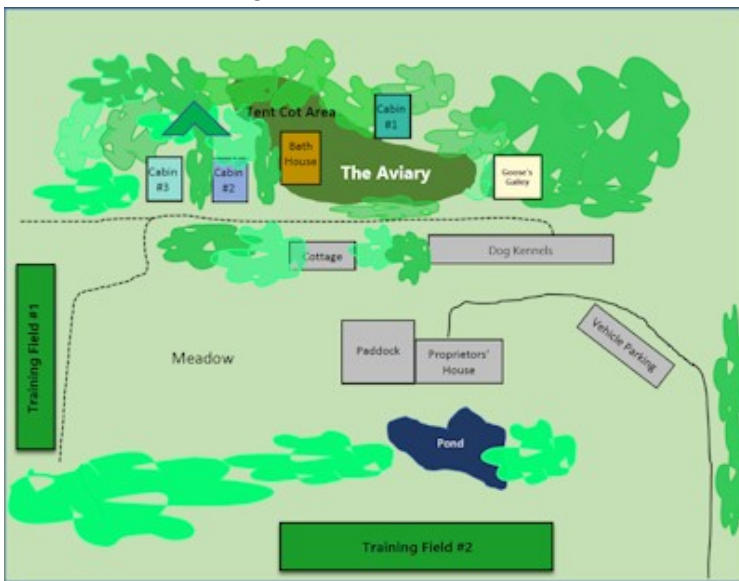 Tent Cot Area
Cabin
#1
Bath
House
The Aviary
Cabin
#3
Cabin
#2
Goose's
Galley
Cottage
Dog Kennels
Training Field #1
Meadow
Paddock
Proprietors'
House
Vehicle Parking
Pond
Training Field #2